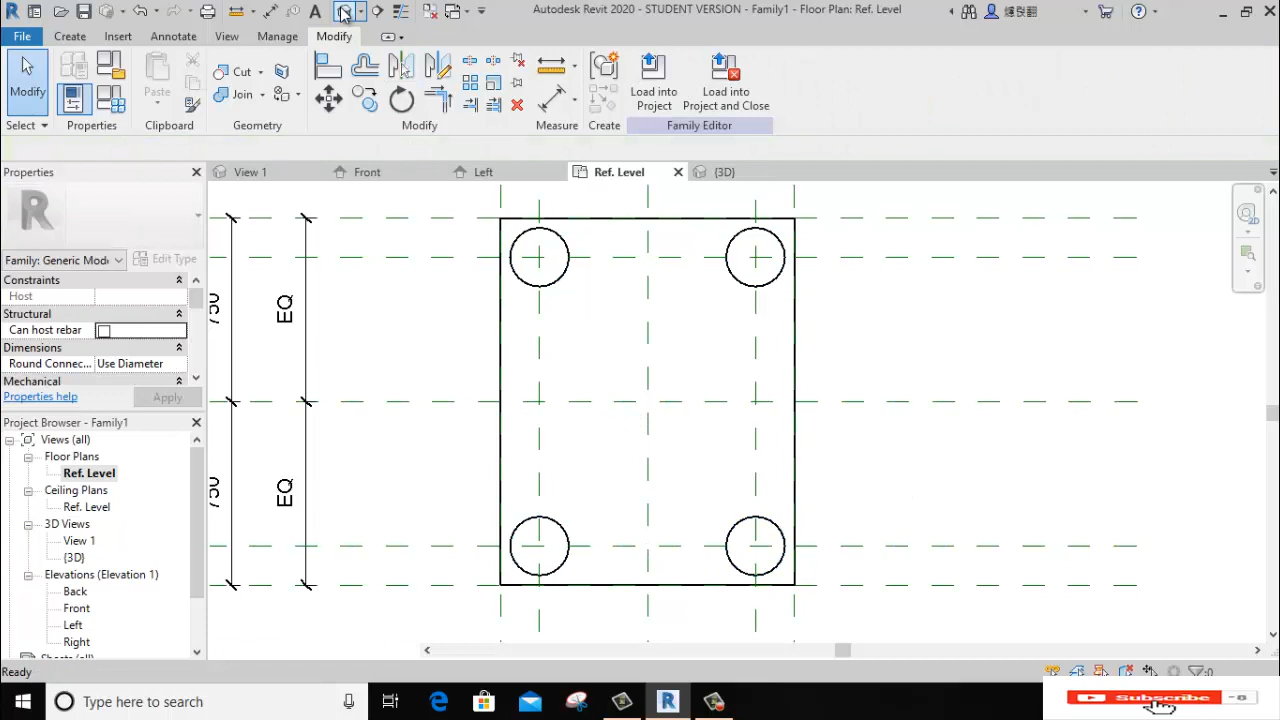 Autodesk Revit 2020 - STUDENT VERSION - Family1 - Floor Plan: Ref. Level
File Create Insert Annotate View Manage Modify
Modify Paste Cut Join Load into Project Load into Project and Close
Select Properties Clipboard Geometry Modify Measure Create Family Editor
Properties
View 1 Front Left Ref. Level {3D}
Family: Generic Mode Edit Type
Constraints
Host
Structural
Can host rebar
Dimensions
Round Connec... Use Diameter
Mechanical
Properties help Apply
Project Browser - Family1
Views (all)
Floor Plans
Ref. Level
Ceiling Plans
Ref. Level
3D Views
View 1
{3D}
Elevations (Elevation 1)
Back
Front
Left
Right
750 EQ
750 EQ
Ready
:0
Type here to search
Subscribe